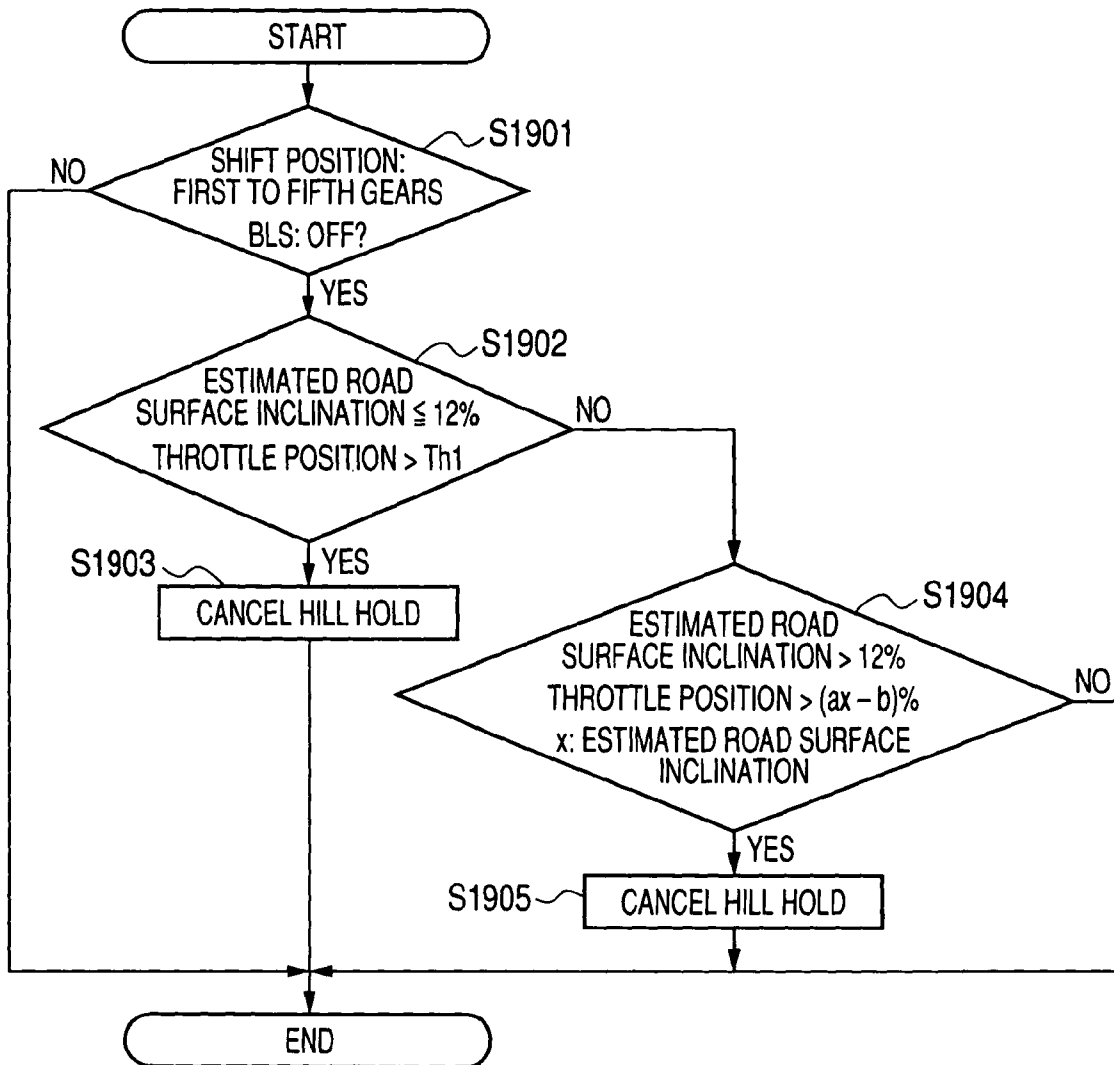 START
S1901
NO
SHIFT POSITION:
FIRST TO FIFTH GEARS
BLS: OFF?
YES
S1902
ESTIMATED ROAD
SURFACE INCLINATION ≦ 12%
THROTTLE POSITION > Th1
NO
YES
S1903
CANCEL HILL HOLD
S1904
ESTIMATED ROAD
SURFACE INCLINATION > 12%
THROTTLE POSITION > (ax – b)%
x: ESTIMATED ROAD SURFACE
INCLINATION
NO
YES
S1905
CANCEL HILL HOLD
END